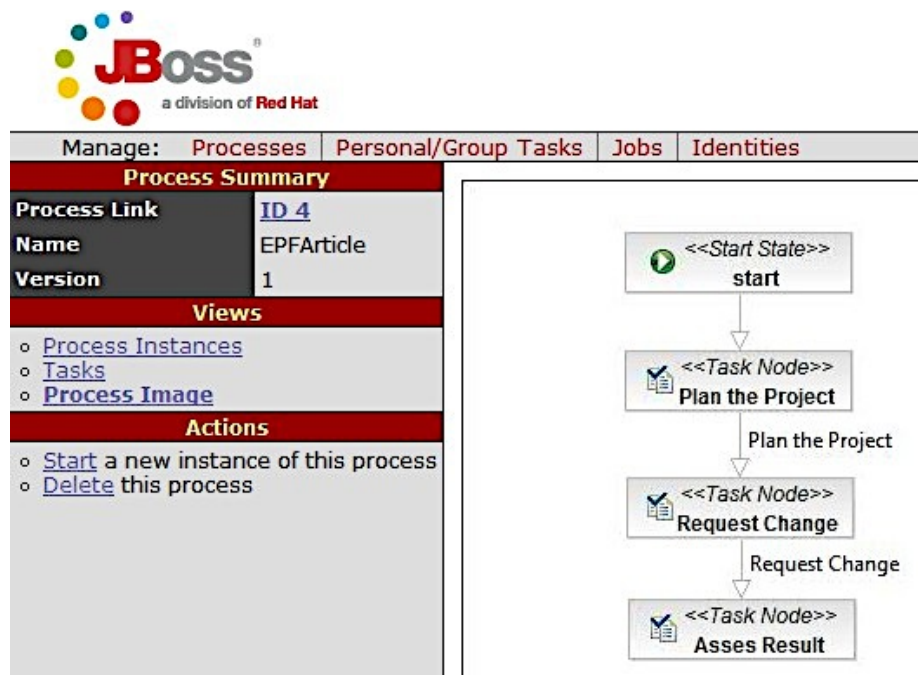 JBoss®
a division of Red Hat
Manage: Processes Personal/Group Tasks Jobs Identities
Process Summary
Process Link ID 4
Name EPFArticle
Version 1
Views
Process Instances
Tasks
Process Image
Actions
Start a new instance of this process
Delete this process
<<Start State>>
start
<<Task Node>>
Plan the Project
Plan the Project
<<Task Node>>
Request Change
Request Change
<<Task Node>>
Asses Result